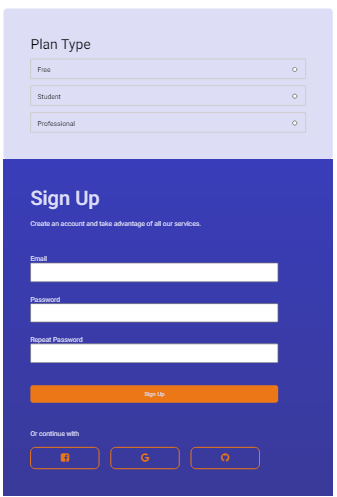 Plan Type
Free
Student
Professional
Sign Up
Create an account and take advantage of all our services.
Email
Password
Repeat Password
Sign Up
Or continue with